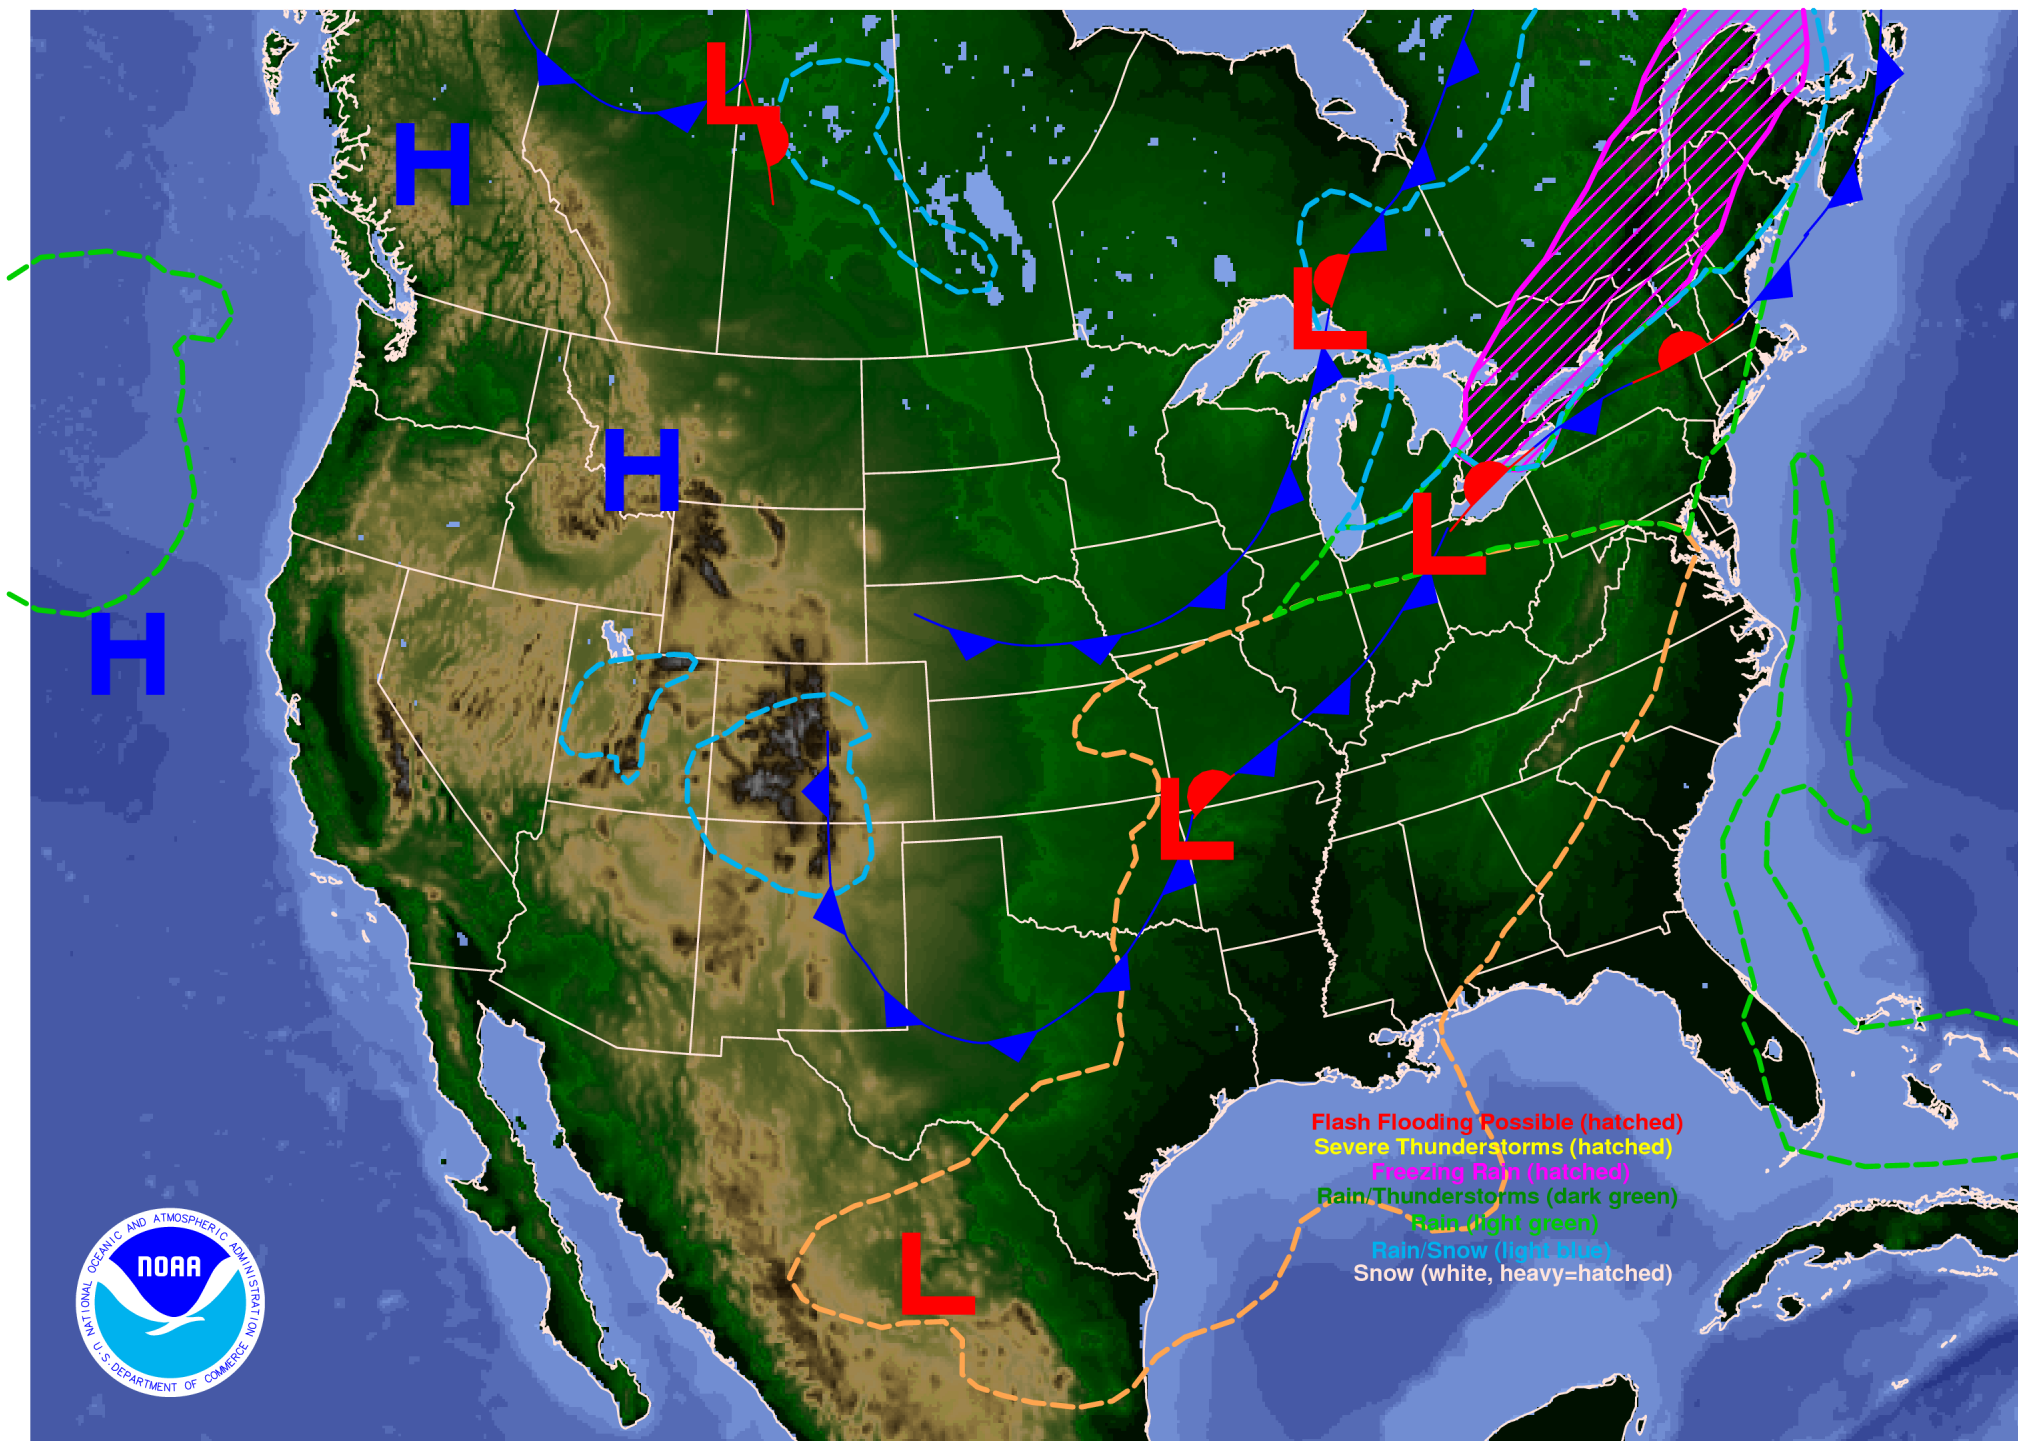 L
H
L
H
L
H
L
L
Flash Flooding Possible (hatched)
Severe Thunderstorms (hatched)
Freezing Rain (hatched)
Rain/Thunderstorms (dark green)
Rain (light green)
Rain/Snow (light blue)
Snow (white, heavy=hatched)
L
NATIONAL OCEANIC AND ATMOSPHERIC ADMINISTRATION
NOAA
U.S. DEPARTMENT OF COMMERCE